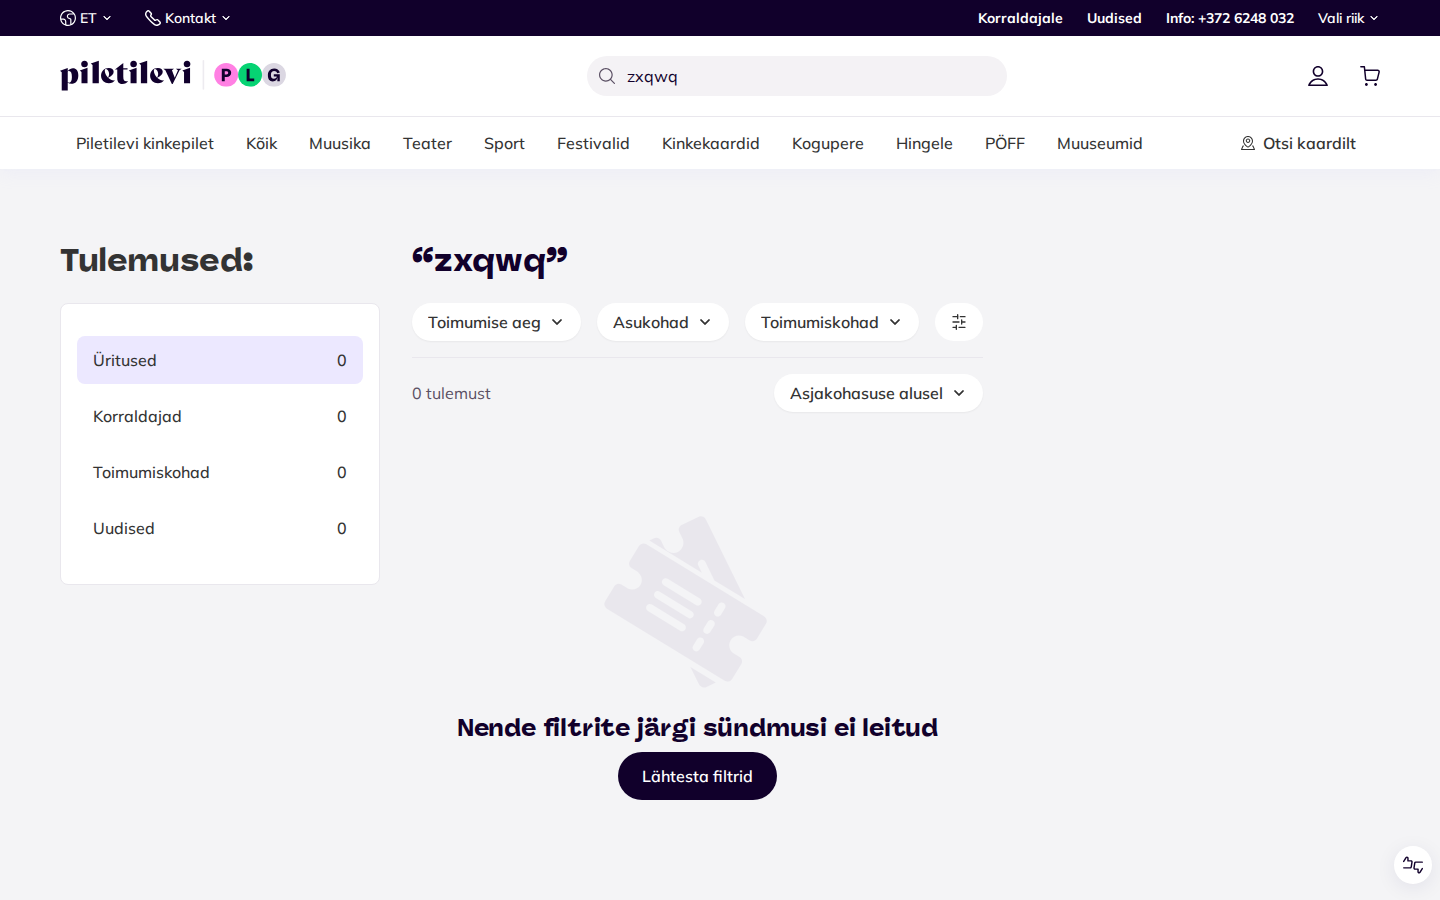 ET
Kontakt
Korraldajale
Uudised
Info: +372 6248 032
Vali riik
piletilevi
P L G
zxqwq
Piletilevi kinkepilet
Kõik
Muusika
Teater
Sport
Festivalid
Kinkekaardid
Kogupere
Hingele
PÖFF
Muuseumid
Otsi kaardilt
Tulemused:
Üritused 0
Korraldajad 0
Toimumiskohad 0
Uudised 0
“zxqwq”
Toimumise aeg
Asukohad
Toimumiskohad
0 tulemust
Asjakohasuse alusel
Nende filtrite järgi sündmusi ei leitud
Lähtesta filtrid